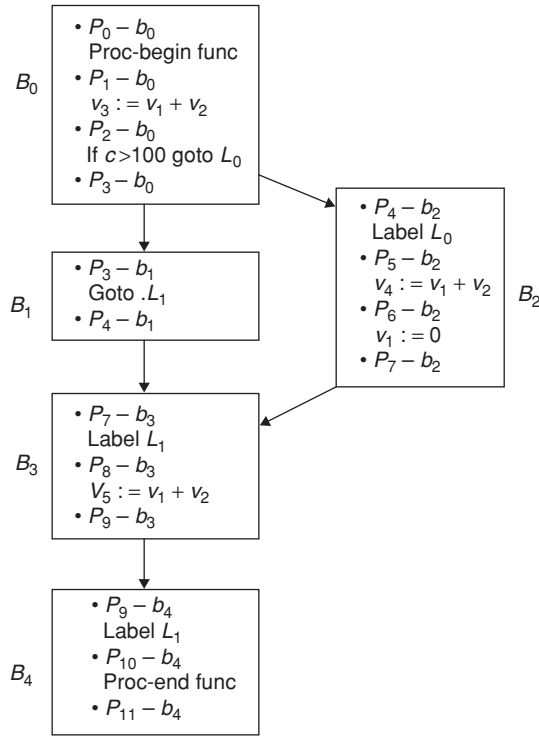 B₀
• P₀ – b₀
Proc-begin func
• P₁ – b₀
v₃ : = v₁ + v₂
• P₂ – b₀
If c > 100 goto L₀
• P₃ – b₀
B₁
• P₃ – b₁
Goto .L₁
• P₄ – b₁
B₂
• P₄ – b₂
Label L₀
• P₅ – b₂
v₄ : = v₁ + v₂
• P₆ – b₂
v₁ : = 0
• P₇ – b₂
B₃
• P₇ – b₃
Label L₁
• P₈ – b₃
V₅ : = v₁ + v₂
• P₉ – b₃
B₄
• P₉ – b₄
Label L₁
• P₁₀ – b₄
Proc-end func
• P₁₁ – b₄